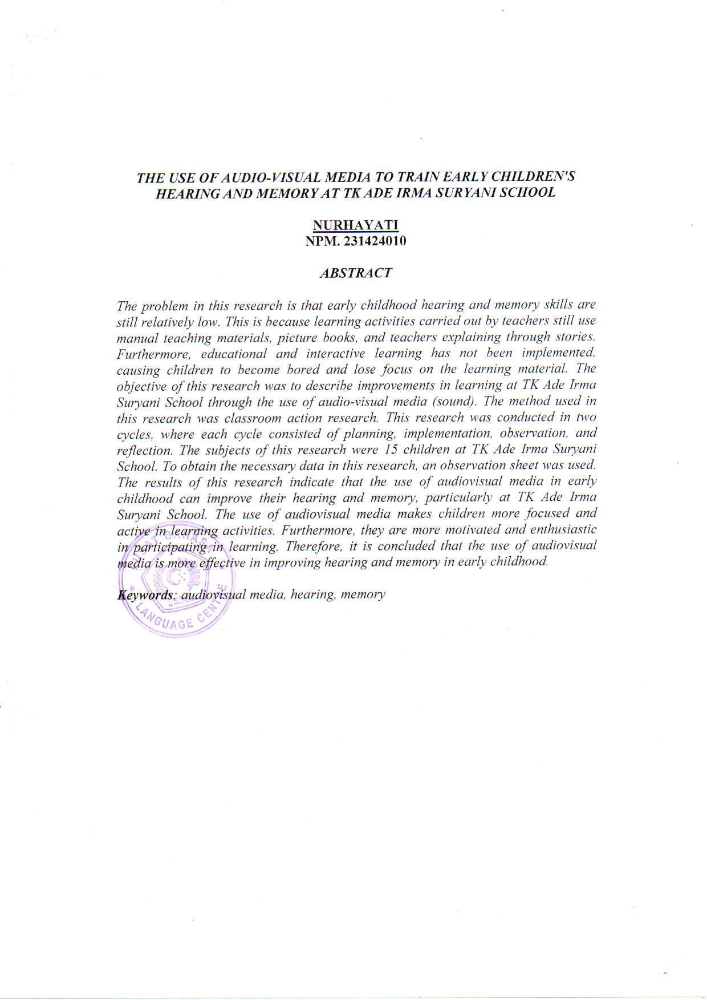 THE USE OF AUDIO-VISUAL MEDIA TO TRAIN EARLY CHILDREN'S
HEARING AND MEMORY AT TK ADE IRMA SURYANI SCHOOL
NURHAYATI
NPM. 231424010
ABSTRACT
The problem in this research is that early childhood hearing and memory skills are
still relatively low. This is because learning activities carried out by teachers still use
manual teaching materials, picture books, and teachers explaining through stories.
Furthermore, educational and interactive learning has not been implemented,
causing children to become bored and lose focus on the learning material. The
objective of this research was to describe improvements in learning at TK Ade Irma
Suryani School through the use of audio-visual media (sound). The method used in
this research was classroom action research. This research was conducted in two
cycles, where each cycle consisted of planning, implementation, observation, and
reflection. The subjects of this research were 15 children at TK Ade Irma Suryani
School. To obtain the necessary data in this research, an observation sheet was used.
The results of this research indicate that the use of audiovisual media in early
childhood can improve their hearing and memory, particularly at TK Ade Irma
Suryani School. The use of audiovisual media makes children more focused and
active in learning activities. Furthermore, they are more motivated and enthusiastic
in participating in learning. Therefore, it is concluded that the use of audiovisual
media is more effective in improving hearing and memory in early childhood.
Keywords: audiovisual media, hearing, memory
PUSAT BAHASA
LANGUAGE CENTRE